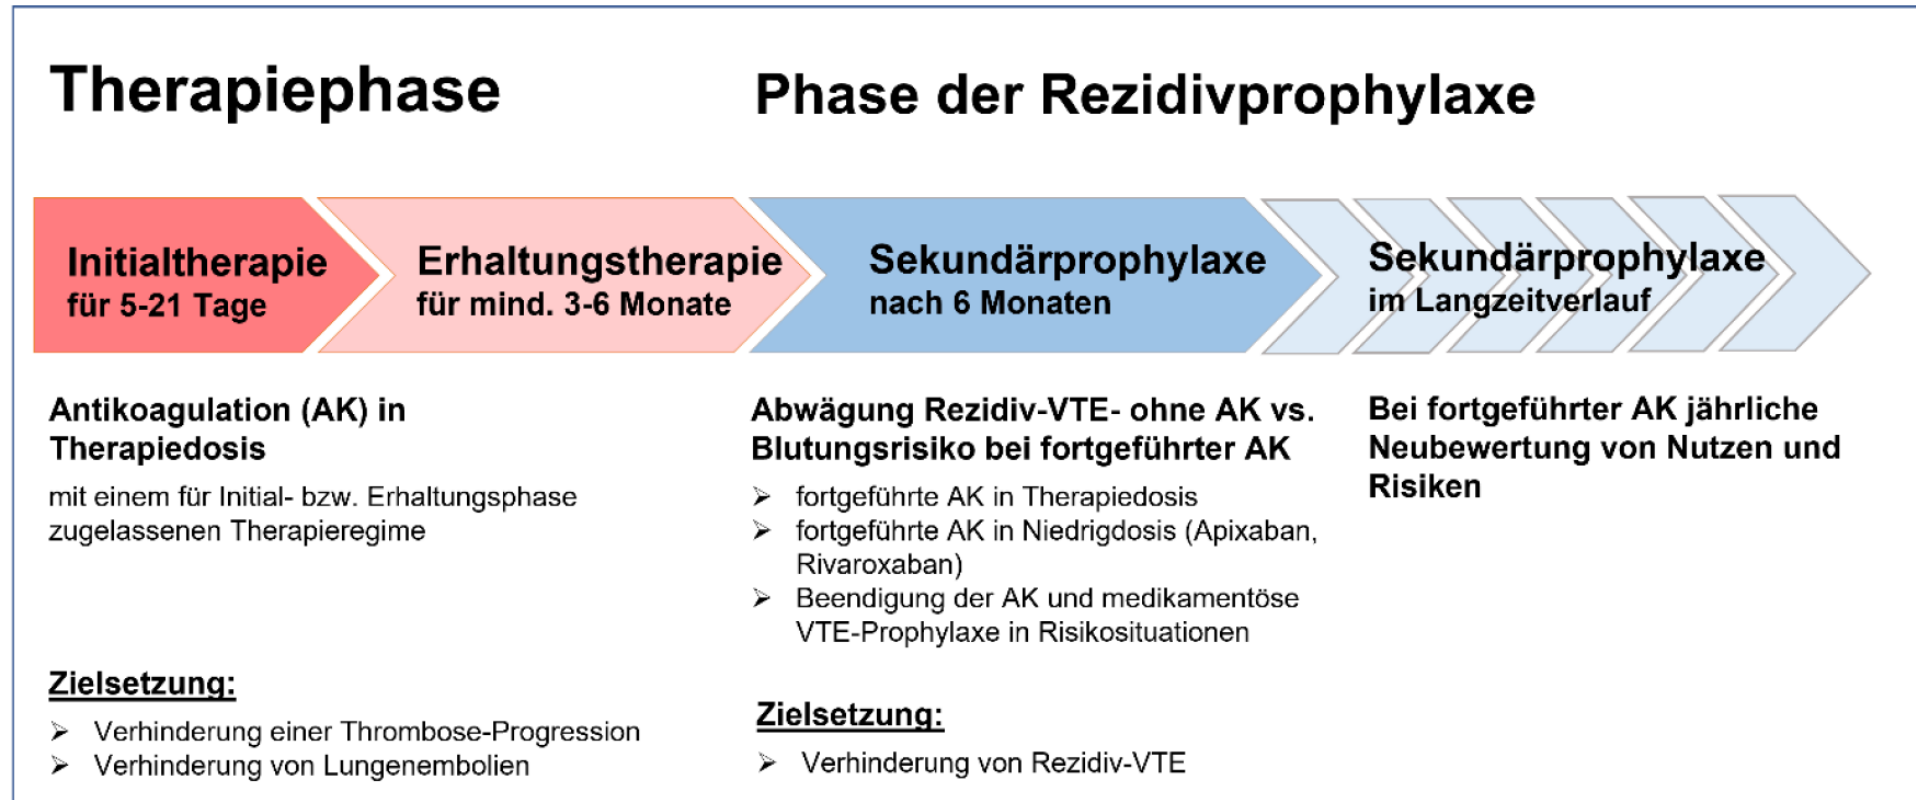 Therapiephase
Phase der Rezidivprophylaxe
Initialtherapie
für 5-21 Tage
Erhaltungstherapie
für mind. 3-6 Monate
Sekundärprophylaxe
nach 6 Monaten
Sekundärprophylaxe
im Langzeitverlauf
Antikoagulation (AK) in
Therapiedosis
mit einem für Initial- bzw. Erhaltungsphase
zugelassenen Therapieregime
Zielsetzung:
➢ Verhinderung einer Thrombose-Progression
➢ Verhinderung von Lungenembolien
Abwägung Rezidiv-VTE- ohne AK vs.
Blutungsrisiko bei fortgeführter AK
➢ fortgeführte AK in Therapiedosis
➢ fortgeführte AK in Niedrigdosis (Apixaban,
Rivaroxaban)
➢ Beendigung der AK und medikamentöse
VTE-Prophylaxe in Risikosituationen
Zielsetzung:
➢ Verhinderung von Rezidiv-VTE
Bei fortgeführter AK jährliche
Neubewertung von Nutzen und
Risiken